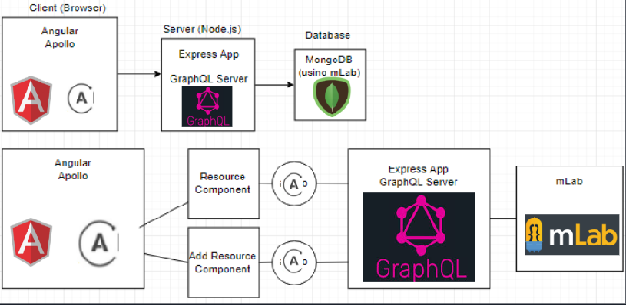 Client (Browser)
Angular
Apollo
Server (Node.js)
Express App
GraphQL Server
GraphQL
Database
MongoDB
(using mLab)
Angular
Apollo
Resource
Component
Add Resource
Component
Express App
GraphQL Server
GraphQL
mLab
mLab